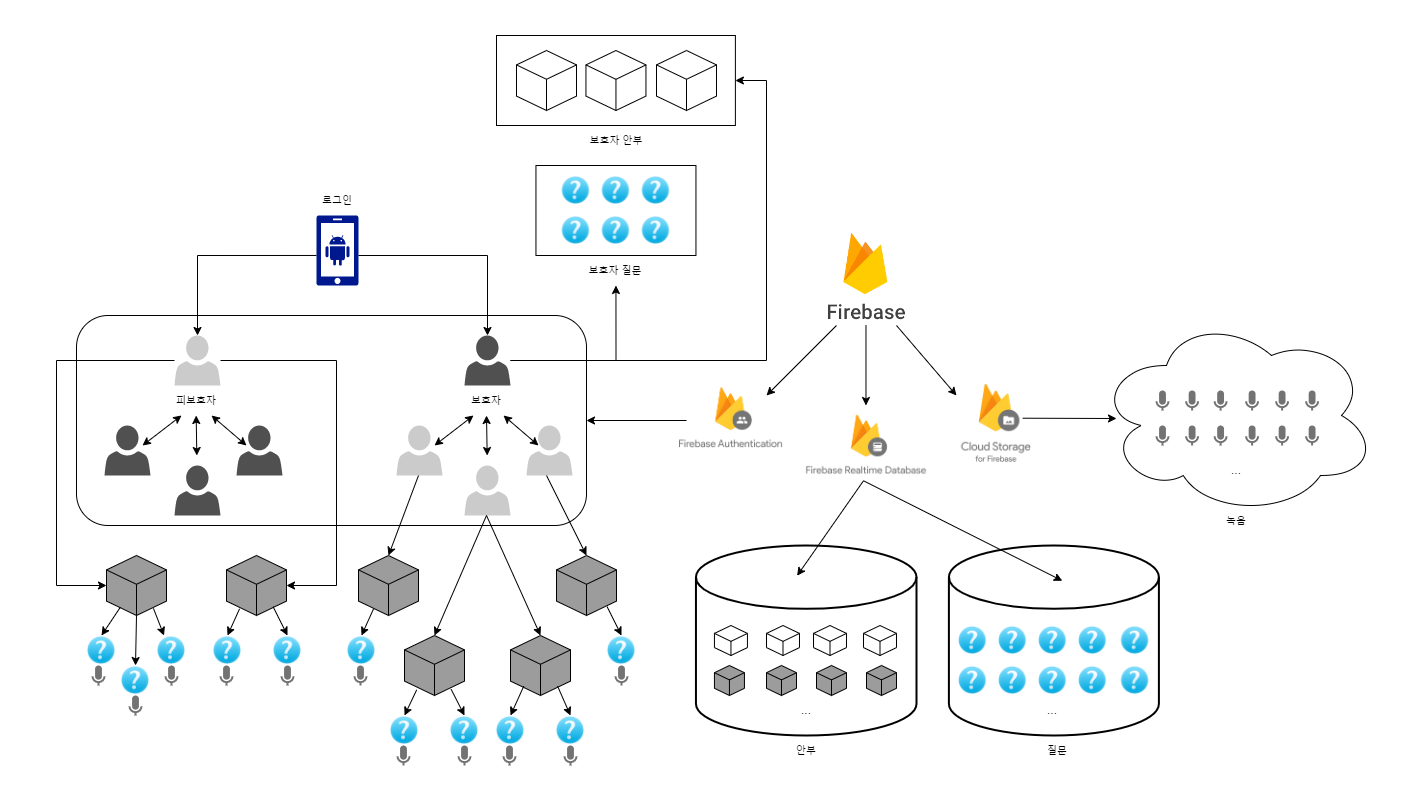 보호자 안부
로그인
보호자 질문
Firebase
피보호자
보호자
Firebase Authentication
Firebase Realtime Database
Cloud Storage
for Firebase
...
녹음
...
...
안부
질문